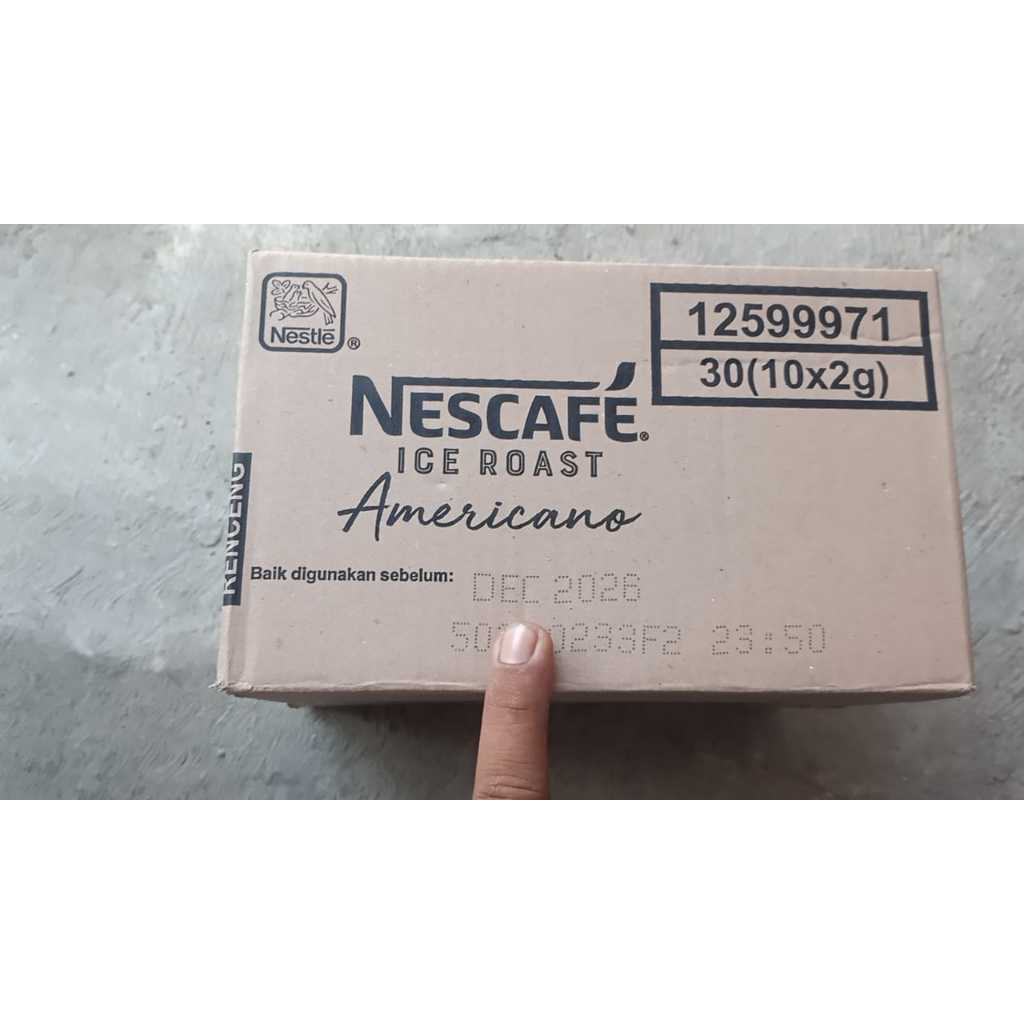 Nestlé ®
12599971
30(10x2g)
NESCAFÉ®
ICE ROAST
Americano
RENCENG
Baik digunakan sebelum: DEC 2026
23:50